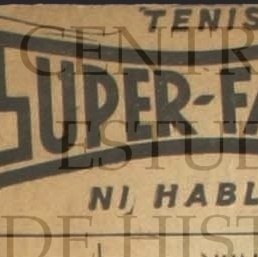 TENIS
SUPER-FA
NI HABL
CENTR
ESTUD
DE HIST